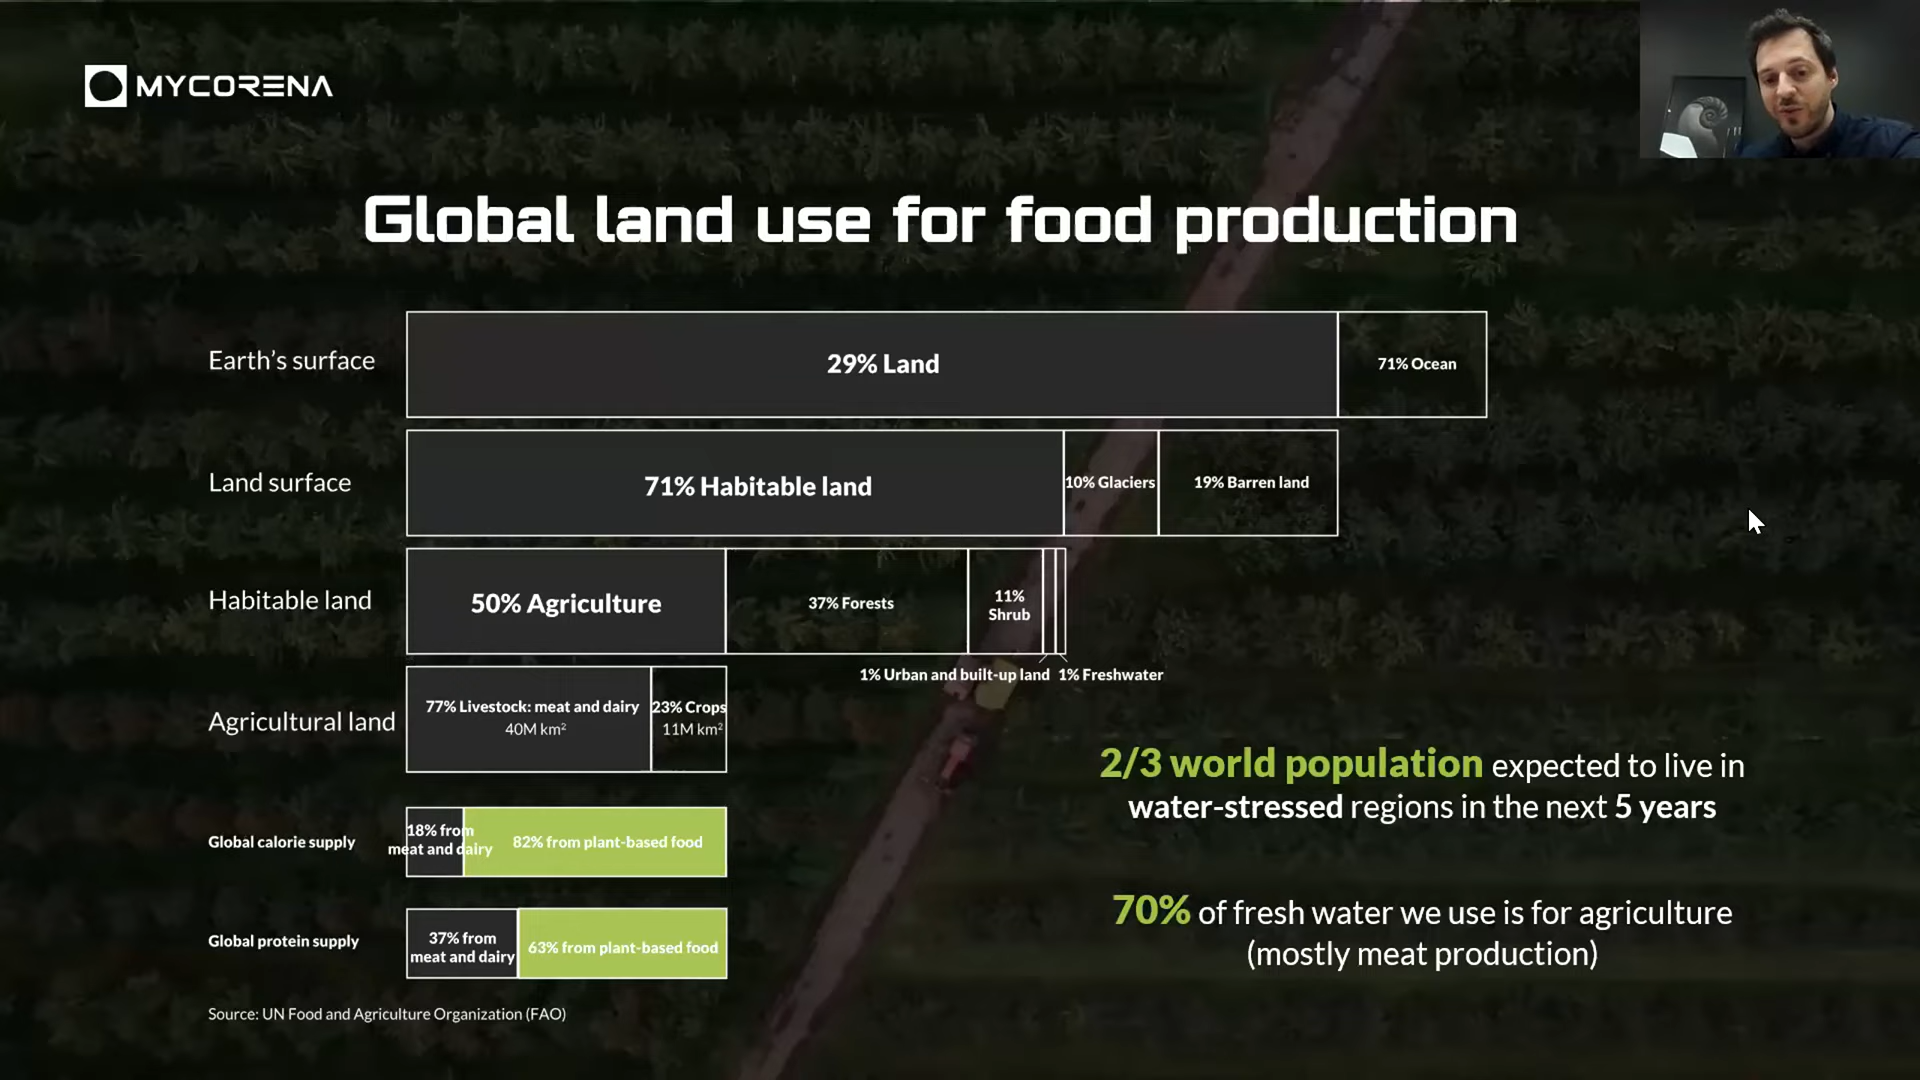 MYCORENA
Global land use for food production
Earth’s surface
29% Land
71% Ocean
Land surface
71% Habitable land
10% Glaciers
19% Barren land
Habitable land
50% Agriculture
37% Forests
11%
Shrub
1% Urban and built-up land
1% Freshwater
Agricultural land
77% Livestock: meat and dairy
40M km²
23% Crops
11M km²
Global calorie supply
18% from
meat and dairy
82% from plant-based food
Global protein supply
37% from
meat and dairy
63% from plant-based food
Source: UN Food and Agriculture Organization (FAO)
2/3 world population expected to live in
water-stressed regions in the next 5 years
70% of fresh water we use is for agriculture
(mostly meat production)